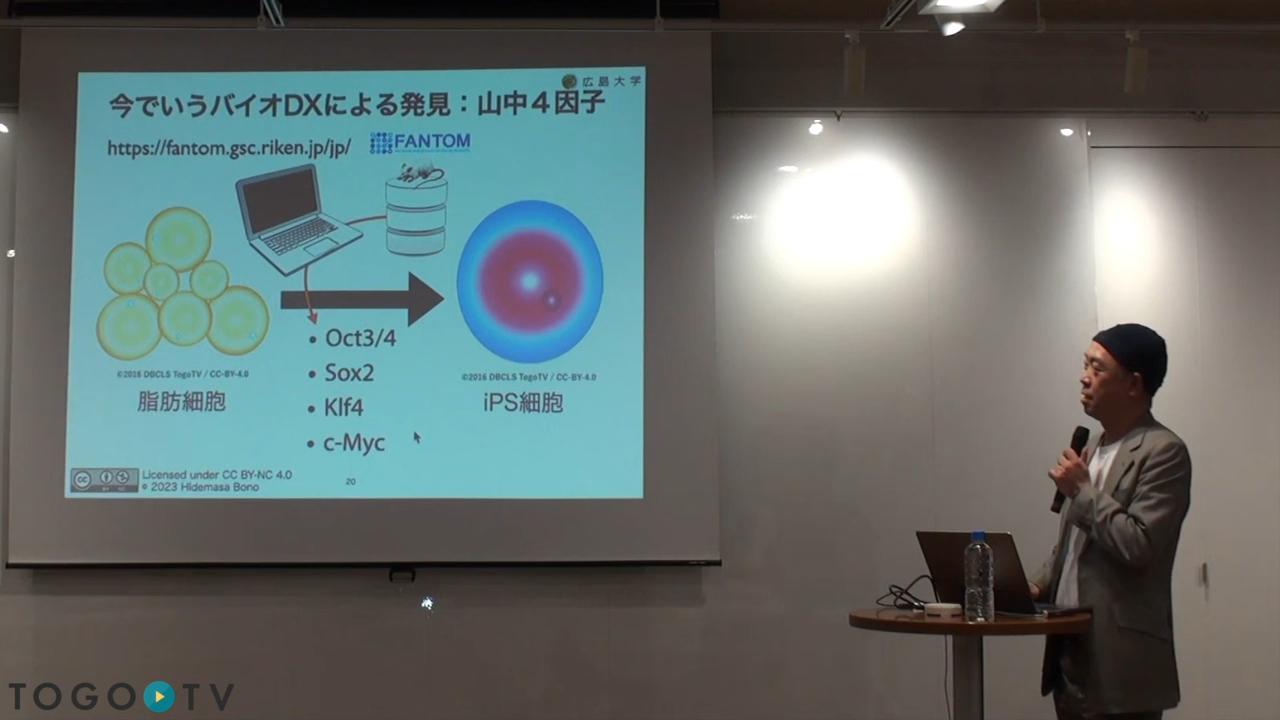 広島大学
今でいうバイオDXによる発見：山中４因子
https://fantom.gsc.riken.jp/jp/
FANTOM
• Oct3/4
• Sox2
• Klf4
• c-Myc
©2016 DBCLS TogoTV / CC-BY-4.0
脂肪細胞
©2016 DBCLS TogoTV / CC-BY-4.0
iPS細胞
Licensed under CC BY-NC 4.0
© 2023 Hidemasa Bono
20
TOGO TV